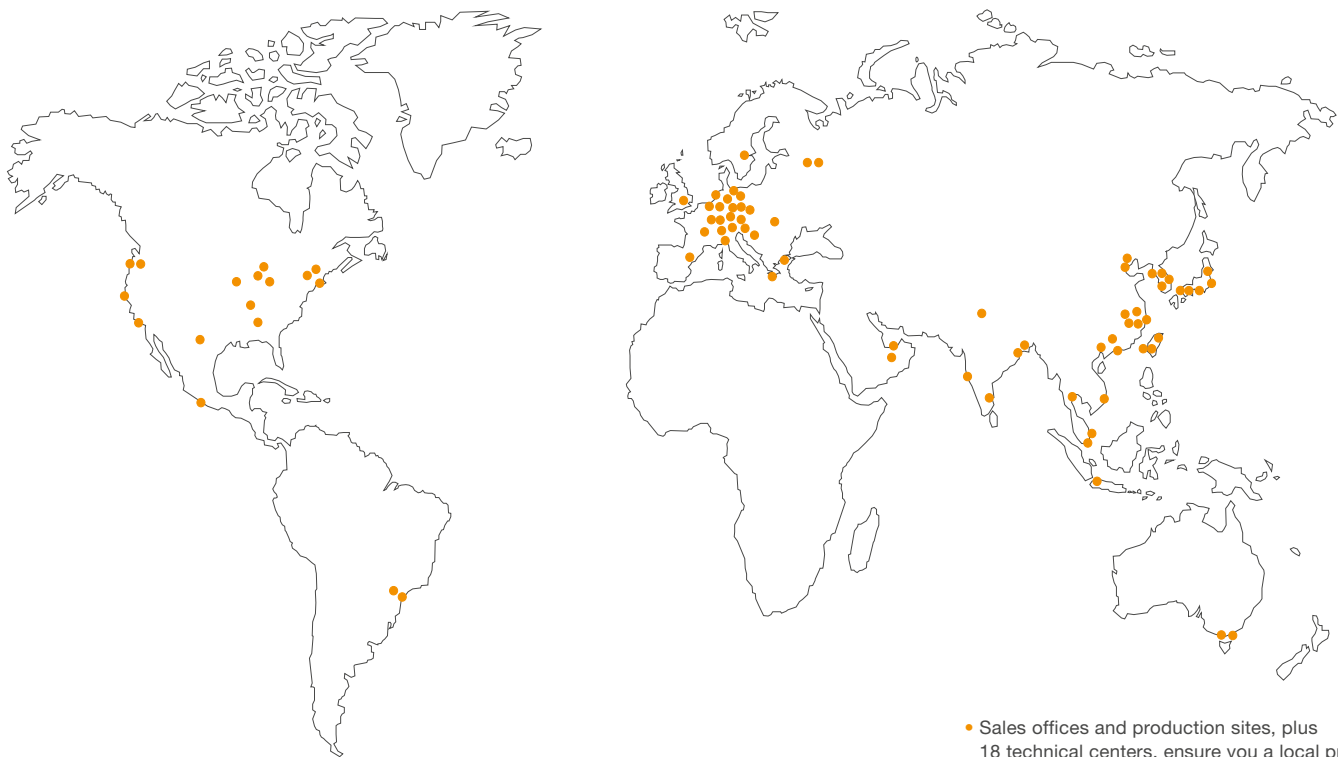 Sales offices and production sites, plus
18 technical centers, ensure you a local